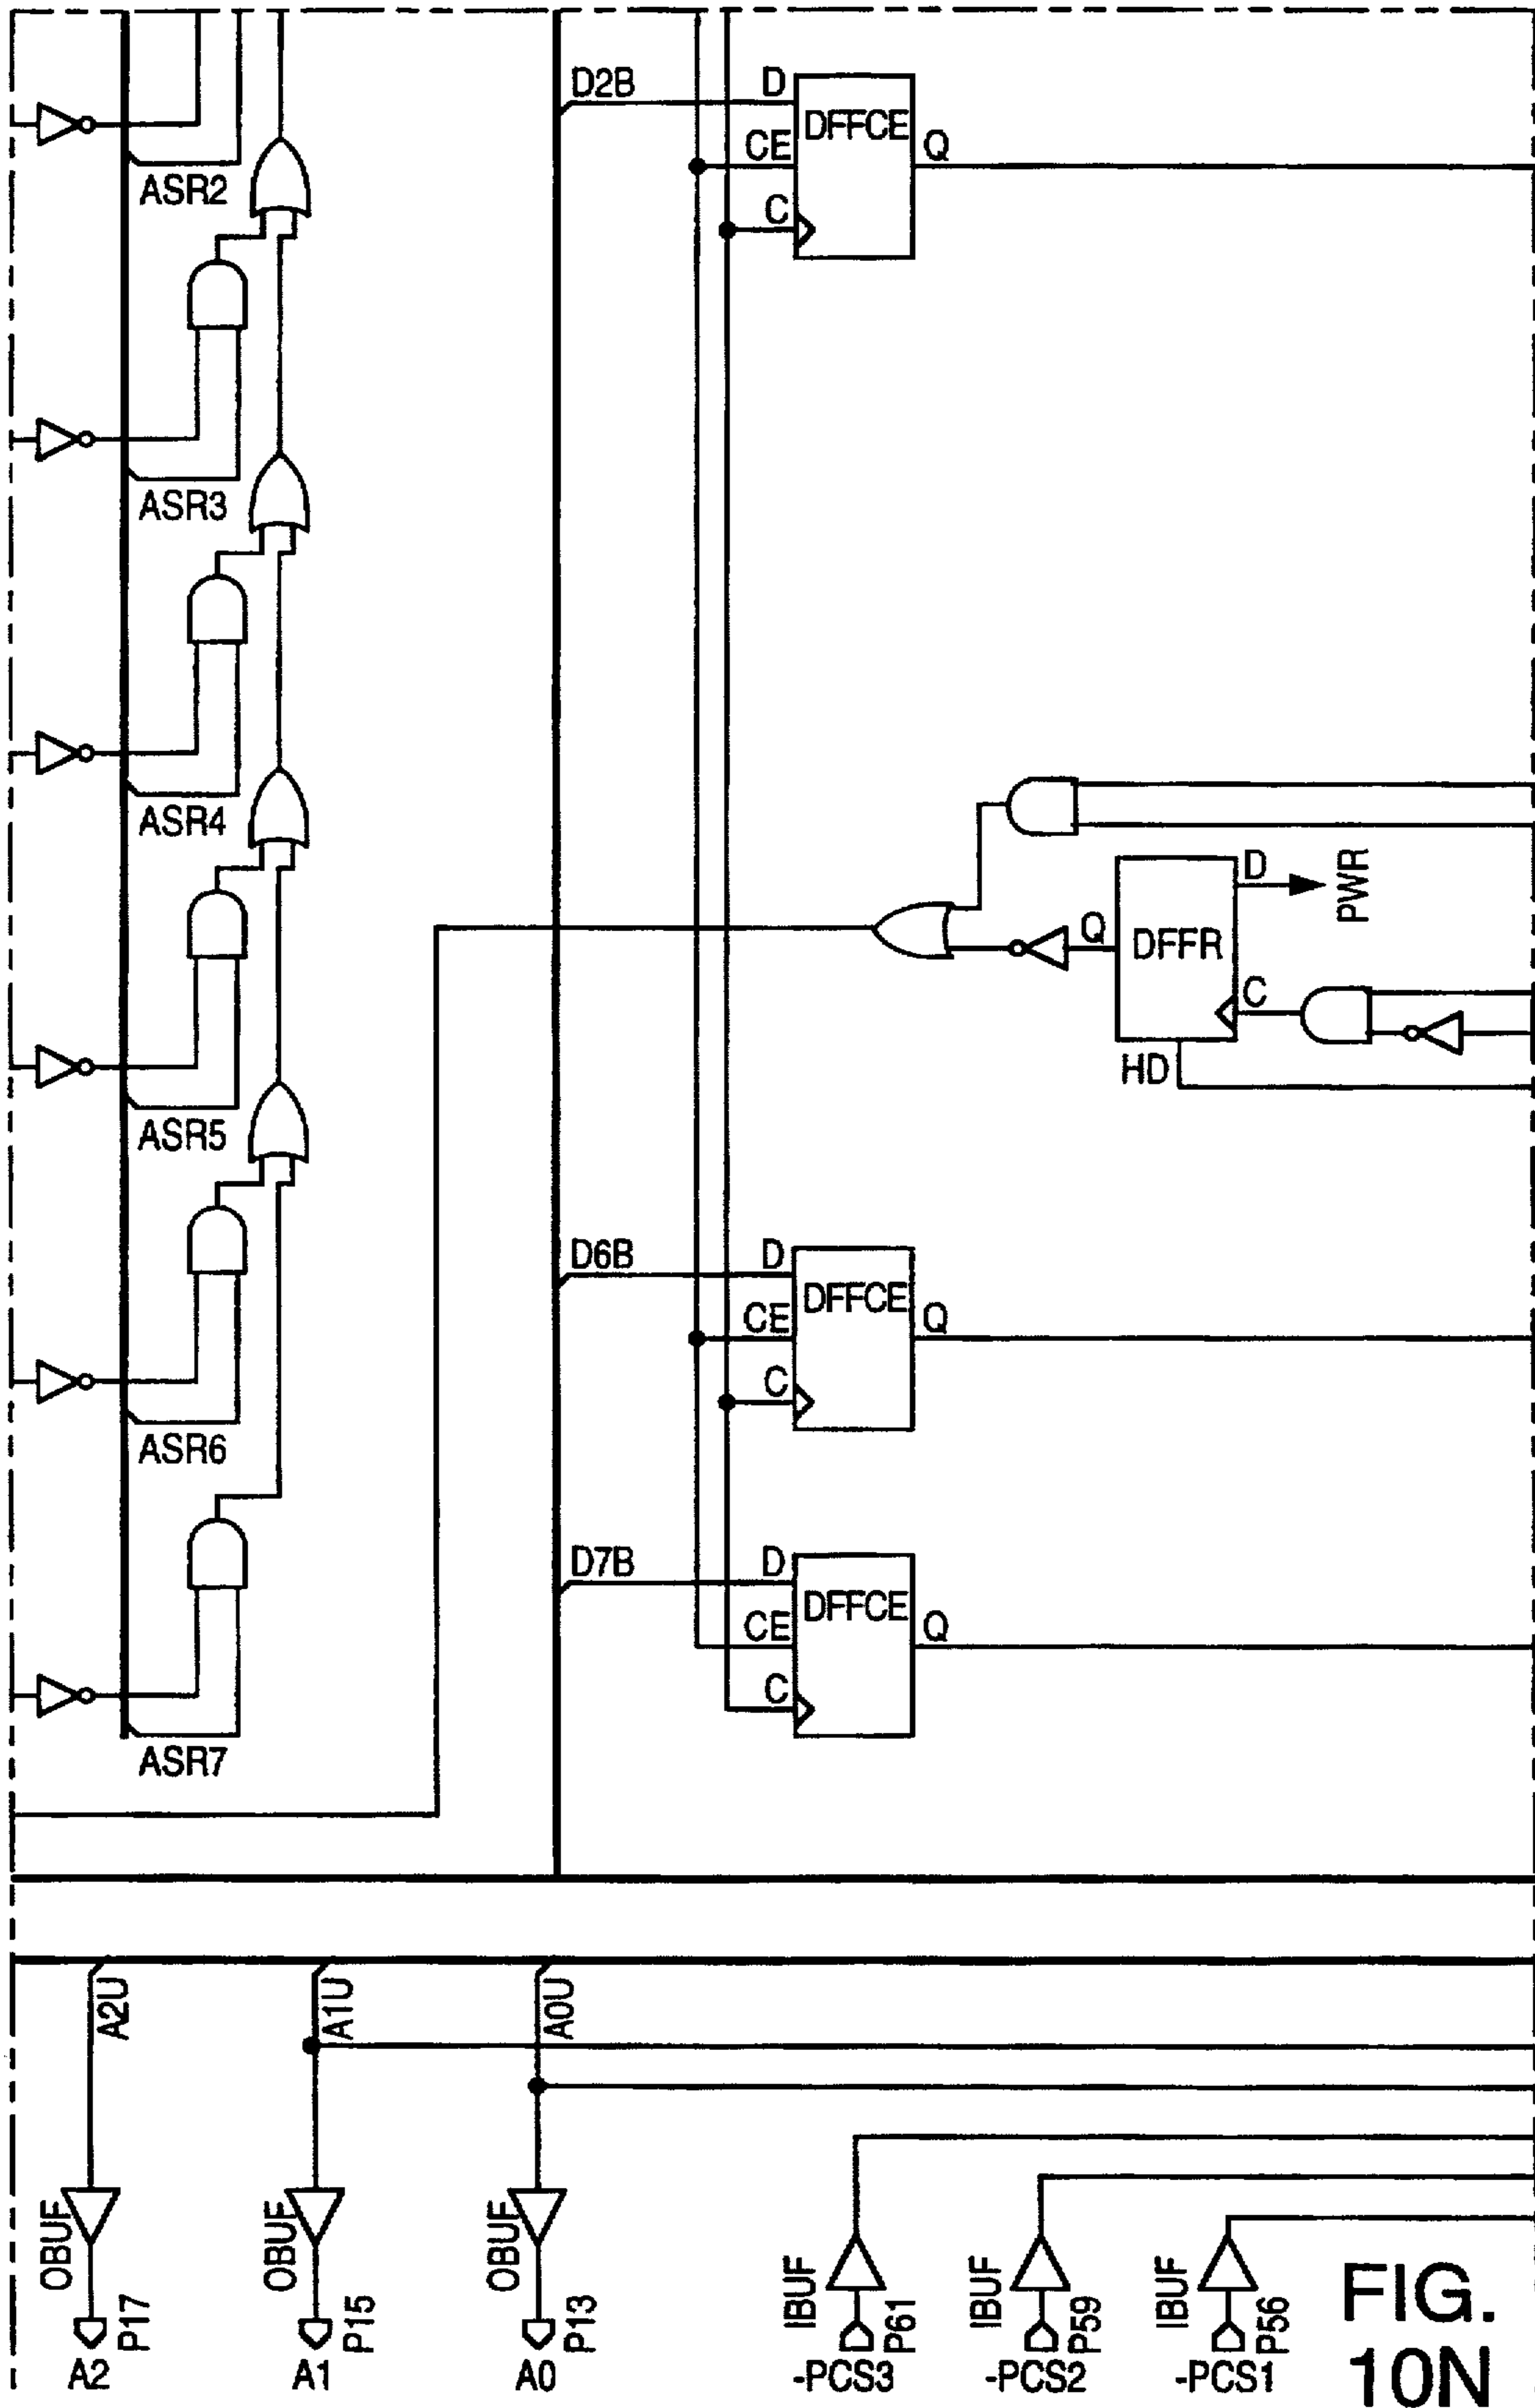 D2B
D
DFFCE
CE
Q
C
ASR2
ASR3
ASR4
D
PWR
Q
DFFR
C
HD
ASR5
D6B
D
DFFCE
CE
Q
C
ASR6
D7B
D
DFFCE
CE
Q
C
ASR7
A2U
A1U
A0U
OBUF
OBUF
OBUF
IBUF
IBUF
IBUF
P17
P15
P13
P61
P59
P56
A2
A1
A0
-PCS3
-PCS2
-PCS1
FIG.
10N